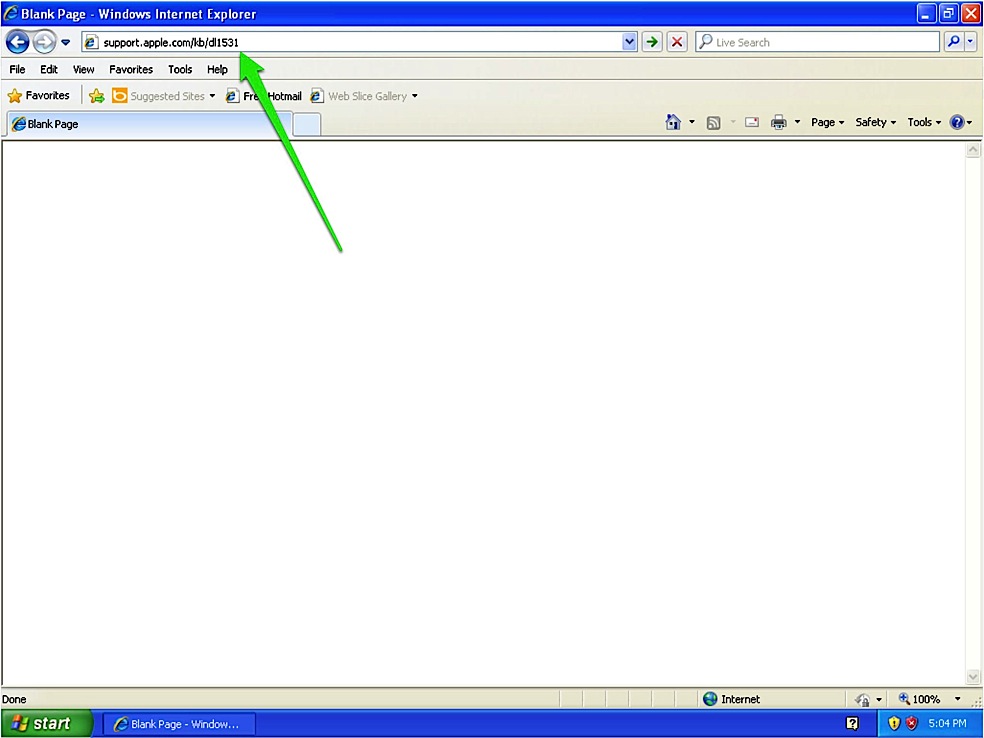 Blank Page - Windows Internet Explorer
support.apple.com/kb/dl1531
Live Search
File Edit View Favorites Tools Help
Favorites Suggested Sites Hotmail Web Slice Gallery
Blank Page
Page Safety Tools
Done
Internet
100%
start
Blank Page - Window...
5:04 PM